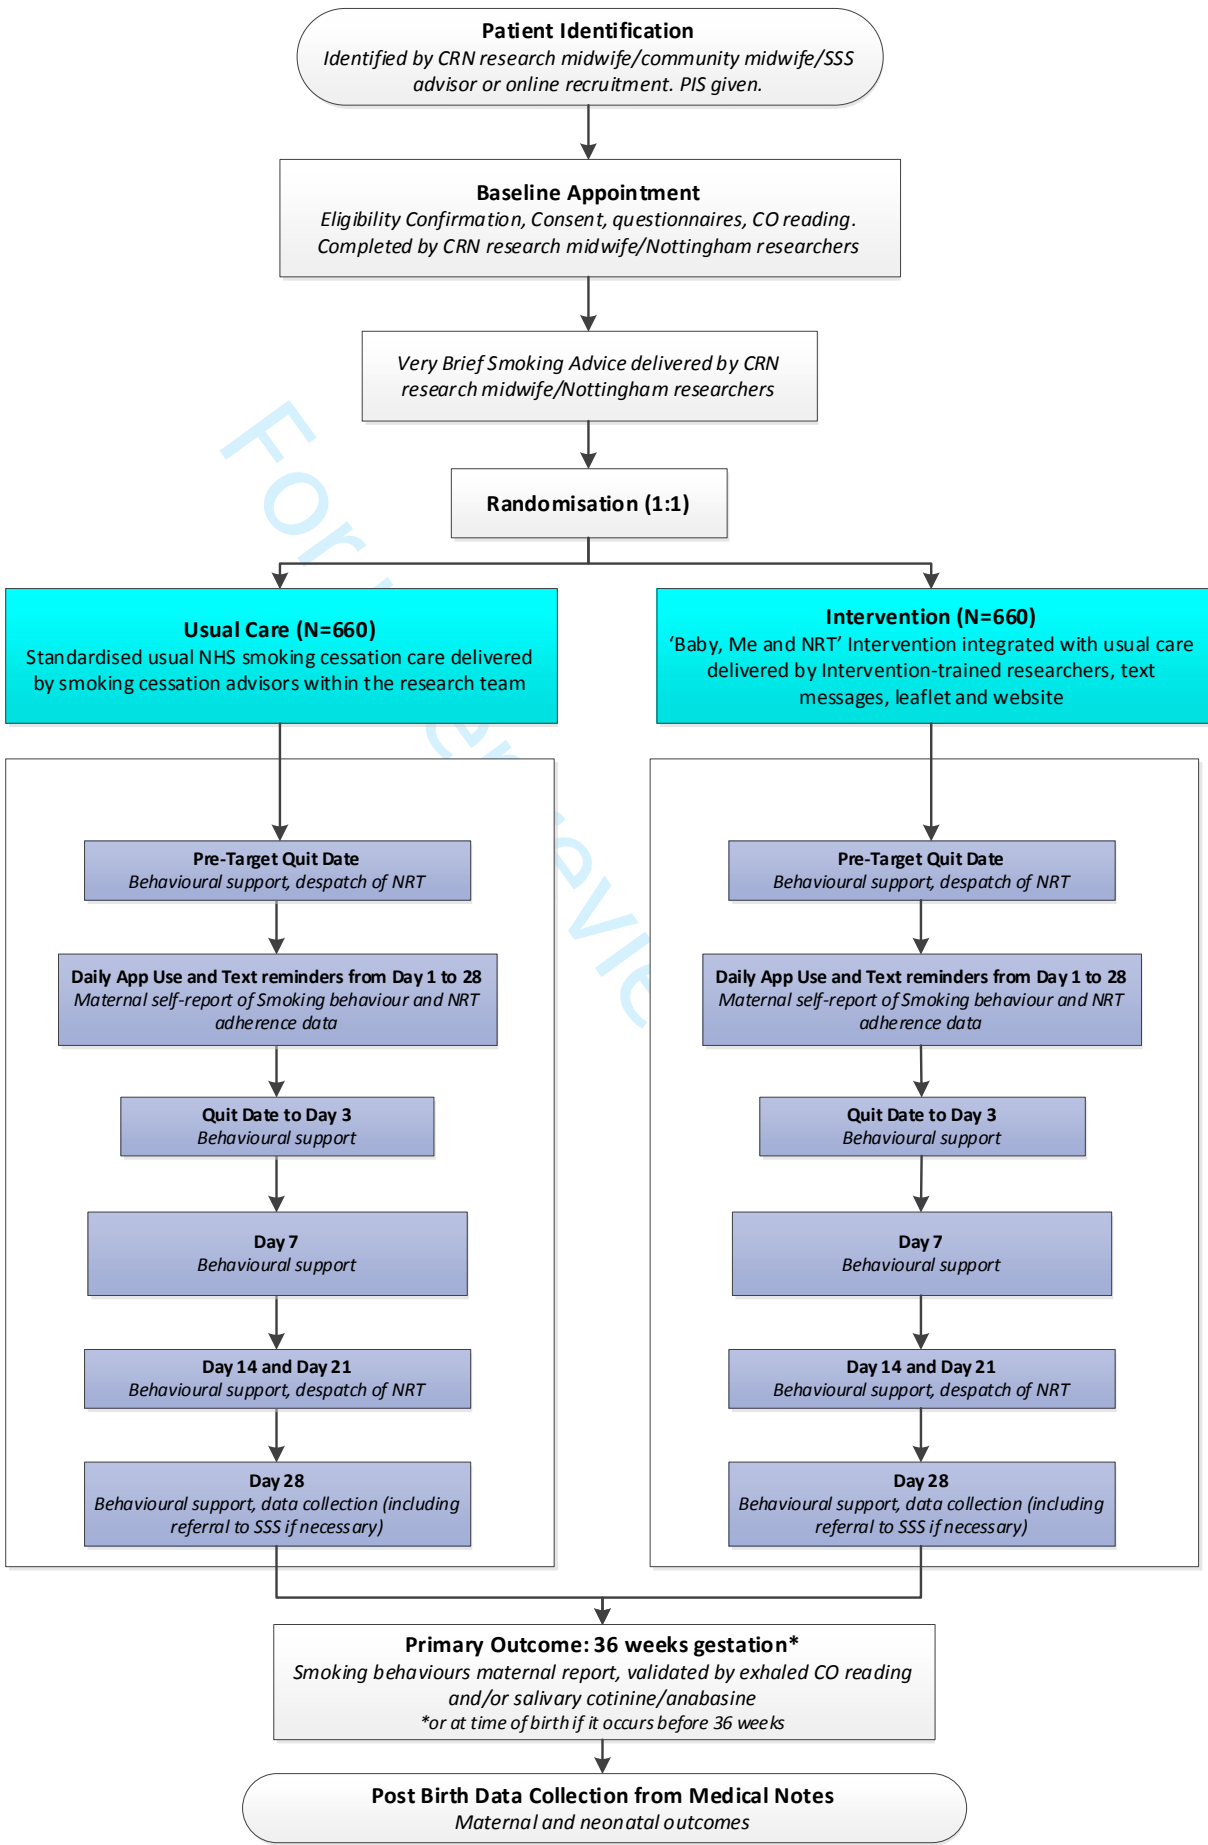 Patient Identification
Identified by CRN research midwife/community midwife/SSS
advisor or online recruitment. PIS given.
Baseline Appointment
Eligibility Confirmation, Consent, questionnaires, CO reading.
Completed by CRN research midwife/Nottingham researchers
Very Brief Smoking Advice delivered by CRN
research midwife/Nottingham researchers
Randomisation (1:1)
Usual Care (N=660)
Standardised usual NHS smoking cessation care delivered
by smoking cessation advisors within the research team
Pre-Target Quit Date
Behavioural support, despatch of NRT
Daily App Use and Text reminders from Day 1 to 28
Maternal self-report of Smoking behaviour and NRT
adherence data
Quit Date to Day 3
Behavioural support
Day 7
Behavioural support
Day 14 and Day 21
Behavioural support, despatch of NRT
Day 28
Behavioural support, data collection (including
referral to SSS if necessary)
Intervention (N=660)
‘Baby, Me and NRT’ Intervention integrated with usual care
delivered by Intervention-trained researchers, text
messages, leaflet and website
Pre-Target Quit Date
Behavioural support, despatch of NRT
Daily App Use and Text reminders from Day 1 to 28
Maternal self-report of Smoking behaviour and NRT
adherence data
Quit Date to Day 3
Behavioural support
Day 7
Behavioural support
Day 14 and Day 21
Behavioural support, despatch of NRT
Day 28
Behavioural support, data collection (including
referral to SSS if necessary)
Primary Outcome: 36 weeks gestation*
Smoking behaviours maternal report, validated by exhaled CO reading
and/or salivary cotinine/anabasine
*or at time of birth if it occurs before 36 weeks
Post Birth Data Collection from Medical Notes
Maternal and neonatal outcomes
For